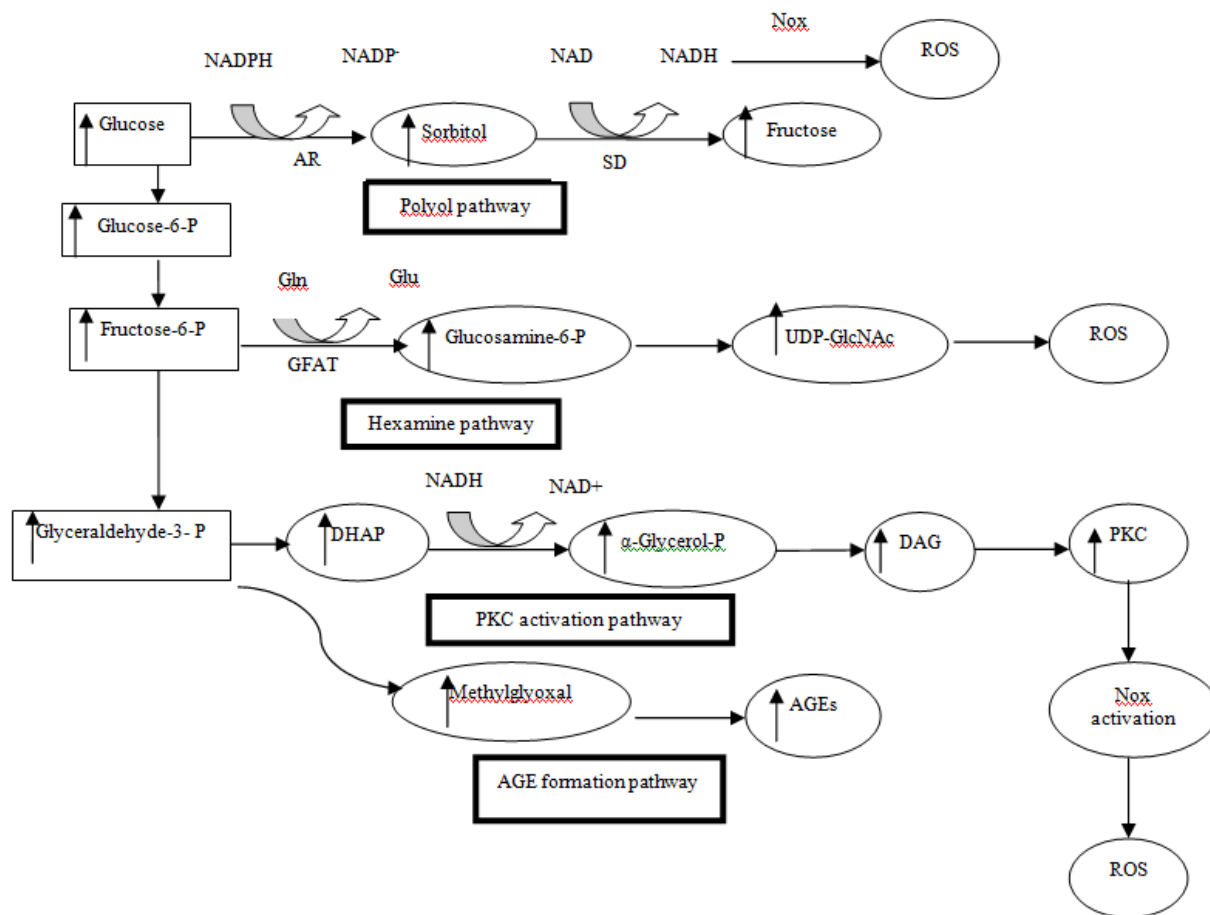 Nox
NADPH NADP- NAD NADH ROS
Glucose Sorbitol Fructose
AR SD
Polyol pathway
Glucose-6-P
Gln Glu
Fructose-6-P Glucosamine-6-P UDP-GlcNAc ROS
GFAT
Hexamine pathway
NADH NAD+
Glyceraldehyde-3- P DHAP α-Glycerol-P DAG PKC
PKC activation pathway
Methylglyoxal AGEs Nox
activation
AGE formation pathway
ROS